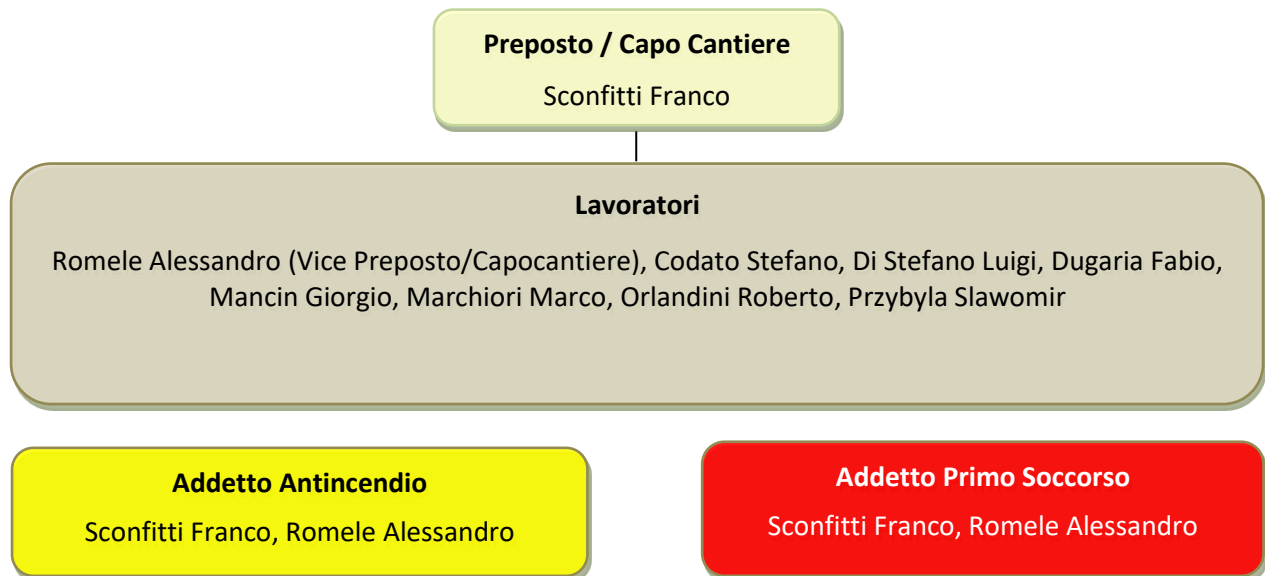 Preposto / Capo Cantiere
Sconfitti Franco
Lavoratori
Romele Alessandro (Vice Preposto/Capocantiere), Codato Stefano, Di Stefano Luigi, Dugaria Fabio,
Mancin Giorgio, Marchiori Marco, Orlandini Roberto, Przybyla Slawomir
Addetto Antincendio
Sconfitti Franco, Romele Alessandro
Addetto Primo Soccorso
Sconfitti Franco, Romele Alessandro